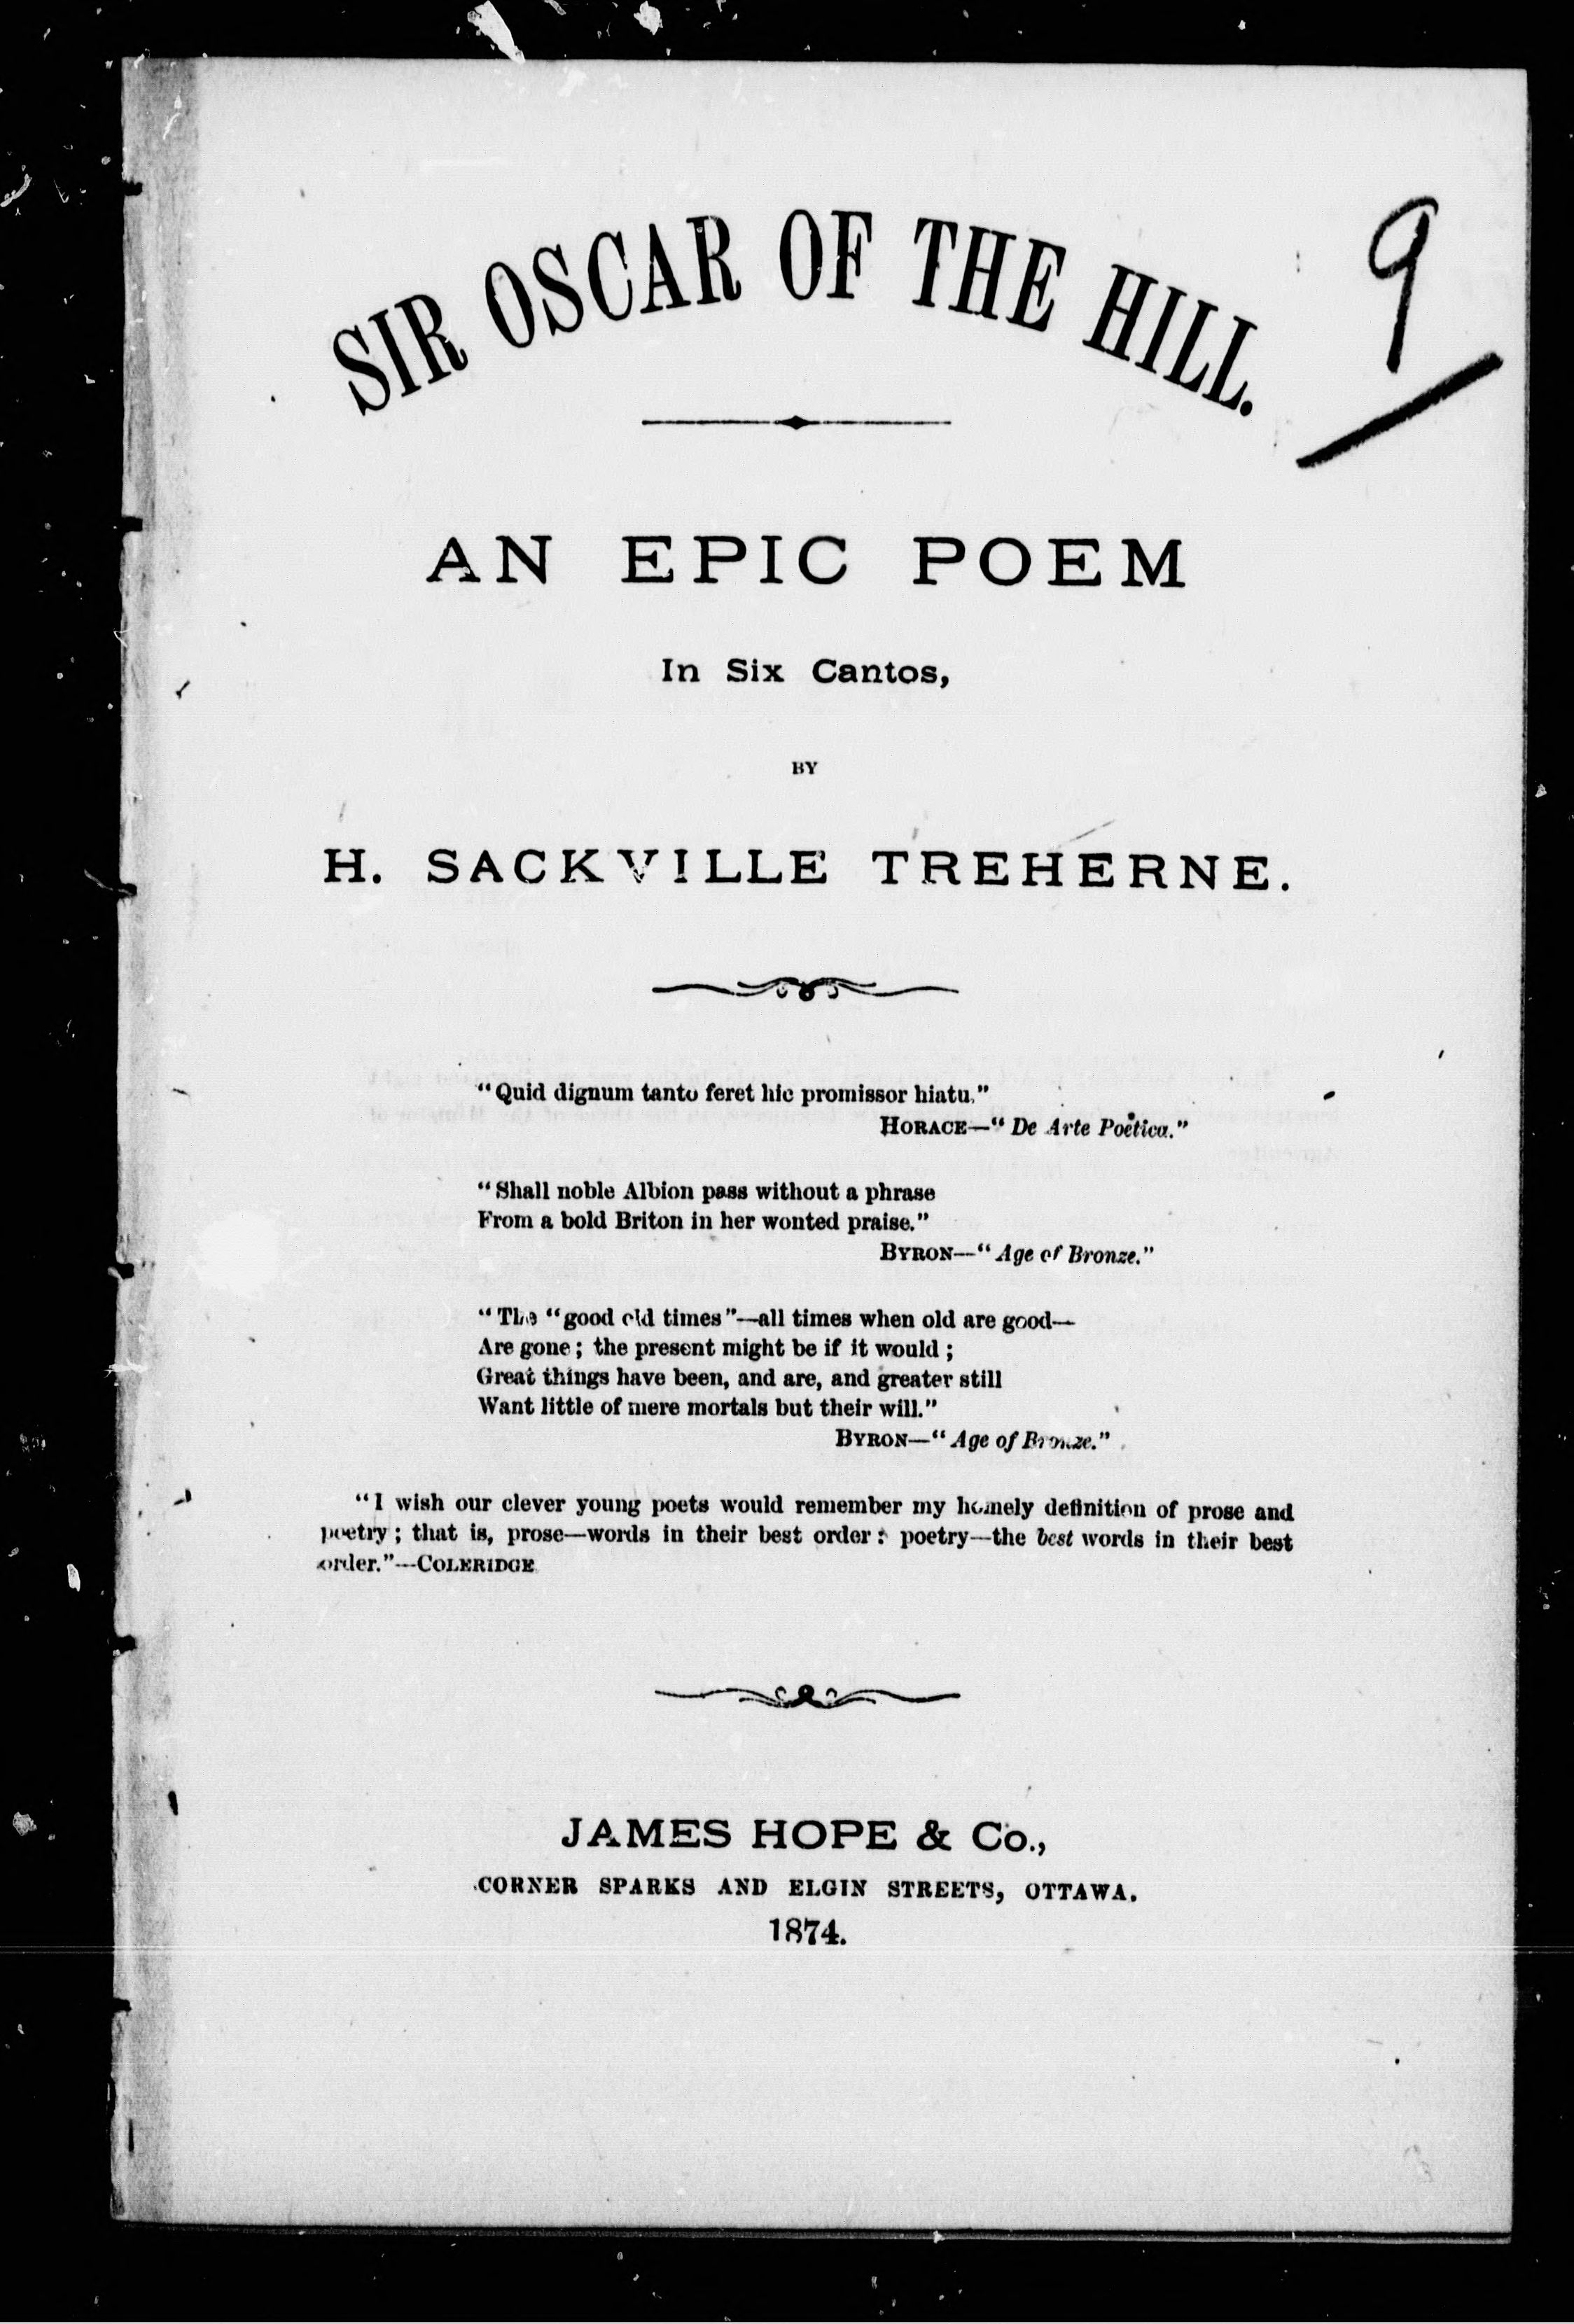 SIR OSCAR OF THE HILL.
9
AN EPIC POEM
In Six Cantos,
BY
H. SACKVILLE TREHERNE.
“Quid dignum tanto feret hic promissor hiatu,”
HORACE—“De Arte Poëtica.”
“Shall noble Albion pass without a phrase
From a bold Briton in her wonted praise.”
BYRON—“Age of Bronze.”
“The “good old times”—all times when old are good—
Are gone; the present might be if it would;
Great things have been, and are, and greater still
Want little of mere mortals but their will.”
BYRON—“Age of Bronze.”
“I wish our clever young poets would remember my homely definition of prose and
poetry; that is, prose—words in their best order: poetry—the best words in their best
order.”—COLERIDGE
JAMES HOPE & Co.,
CORNER SPARKS AND ELGIN STREETS, OTTAWA.
1874.